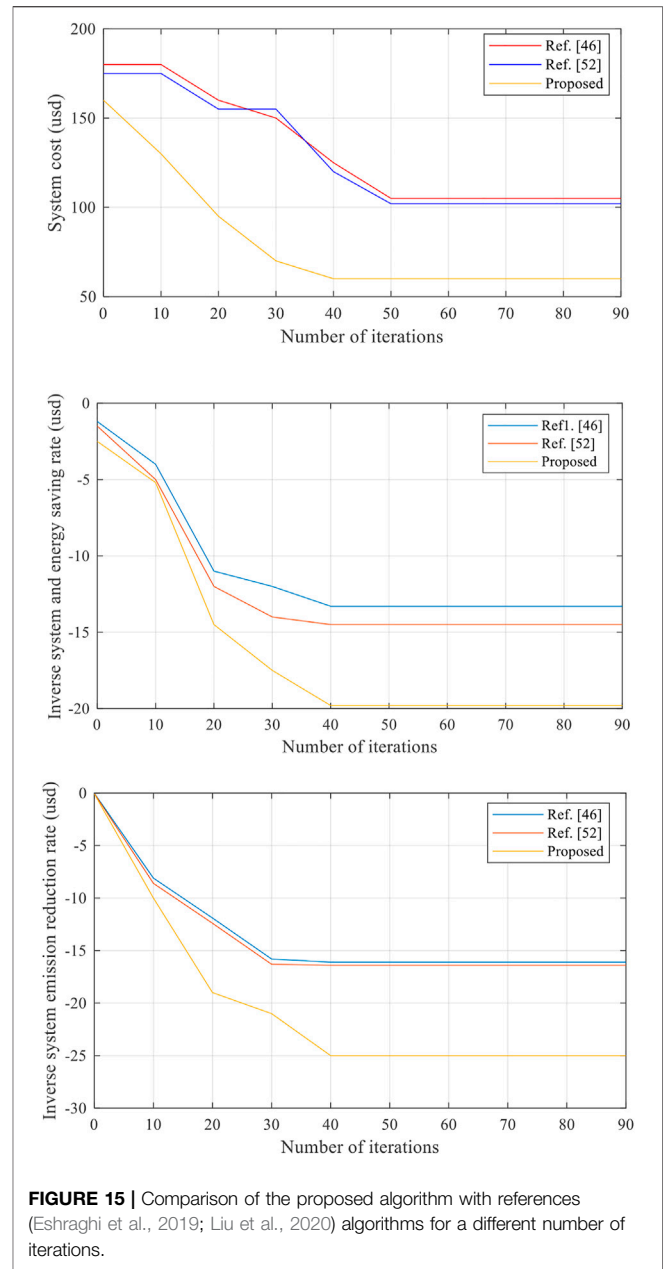 200
150
100
50
System cost (usd)
Ref. [46]
Ref. [52]
Proposed
0 10 20 30 40 50 60 70 80 90
Number of iterations
0
-5
-10
-15
-20
Inverse system and energy saving rate (usd)
Ref1. [46]
Ref. [52]
Proposed
0 10 20 30 40 50 60 70 80 90
Number of iterations
0
-5
-10
-15
-20
-25
-30
Inverse system emission reduction rate (usd)
Ref. [46]
Ref. [52]
Proposed
0 10 20 30 40 50 60 70 80 90
Number of iterations
FIGURE 15 | Comparison of the proposed algorithm with references
(Eshraghi et al., 2019; Liu et al., 2020) algorithms for a different number of
iterations.